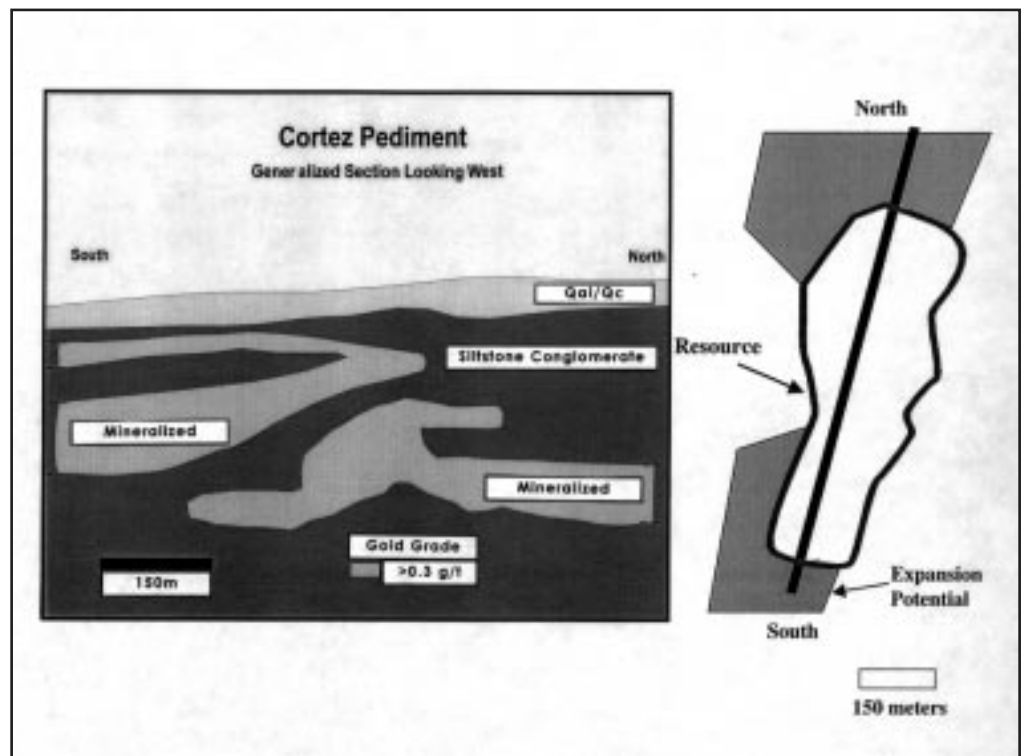 Cortez Pediment
Generalized Section Looking West
South
North
Qal/Qc
Siltstone Conglomerate
Mineralized
Mineralized
Gold Grade
>0.3 g/t
150m
North
Resource
Expansion
Potential
South
150 meters